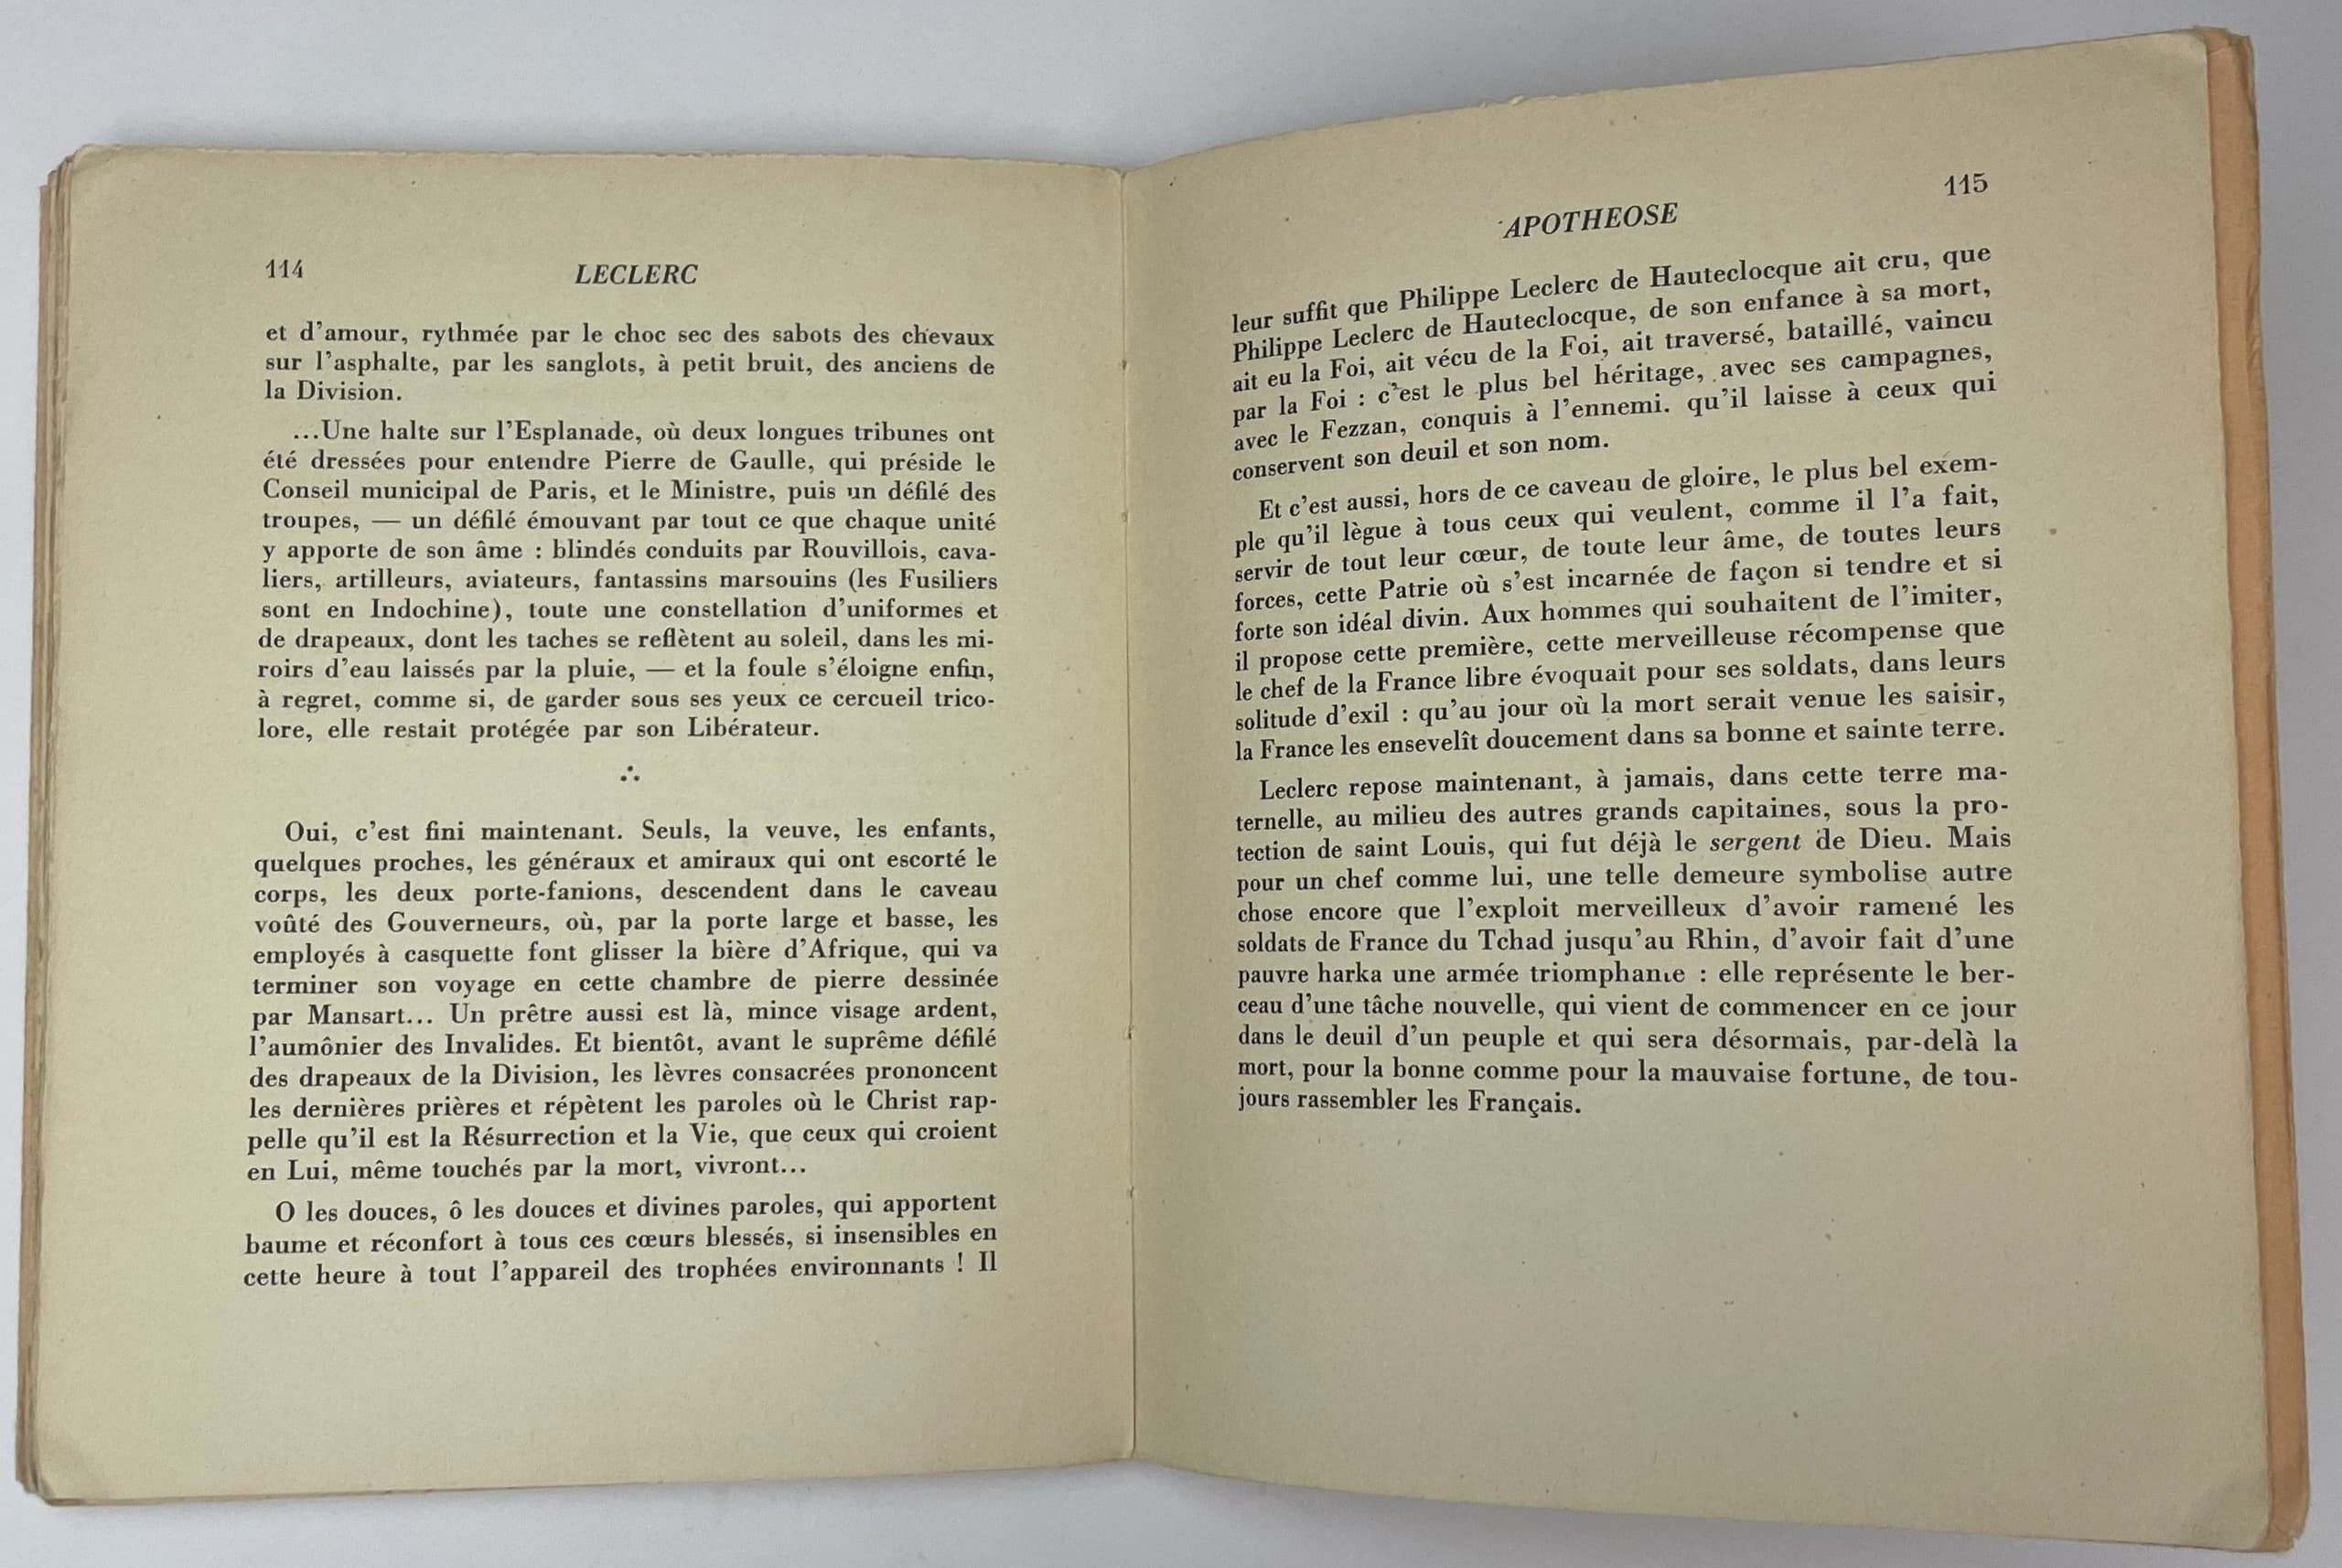 114
LECLERC
et d'amour, rythmée par le choc sec des sabots des chevaux
sur l'asphalte, par les sanglots, à petit bruit, des anciens de
la Division.
...Une halte sur l'Esplanade, où deux longues tribunes ont
été dressées pour entendre Pierre de Gaulle, qui préside le
Conseil municipal de Paris, et le Ministre, puis un défilé des
troupes, — un défilé émouvant par tout ce que chaque unité
y apporte de son âme : blindés conduits par Rouvillois, cava-
liers, artilleurs, aviateurs, fantassins marsouins (les Fusiliers
sont en Indochine), toute une constellation d'uniformes et
de drapeaux, dont les taches se reflètent au soleil, dans les mi-
roirs d'eau laissés par la pluie, — et la foule s'éloigne enfin,
à regret, comme si, de garder sous ses yeux ce cercueil trico-
lore, elle restait protégée par son Libérateur.
∴
Oui, c'est fini maintenant. Seuls, la veuve, les enfants,
quelques proches, les généraux et amiraux qui ont escorté le
corps, les deux porte-fanions, descendent dans le caveau
voûté des Gouverneurs, où, par la porte large et basse, les
employés à casquette font glisser la bière d'Afrique, qui va
terminer son voyage en cette chambre de pierre dessinée
par Mansart... Un prêtre aussi est là, mince visage ardent,
l'aumônier des Invalides. Et bientôt, avant le suprême défilé
des drapeaux de la Division, les lèvres consacrées prononcent
les dernières prières et répètent les paroles où le Christ rap-
pelle qu'il est la Résurrection et la Vie, que ceux qui croient
en Lui, même touchés par la mort, vivront...
O les douces, ô les douces et divines paroles, qui apportent
baume et réconfort à tous ces cœurs blessés, si insensibles en
cette heure à tout l'appareil des trophées environnants ! Il
115
APOTHEOSE
leur suffit que Philippe Leclerc de Hauteclocque ait cru, que
Philippe Leclerc de Hauteclocque, de son enfance à sa mort,
ait eu la Foi, ait vécu de la Foi, ait traversé, bataillé, vaincu
par la Foi : c'est le plus bel héritage, avec ses campagnes,
avec le Fezzan, conquis à l'ennemi. qu'il laisse à ceux qui
conservent son deuil et son nom.
Et c'est aussi, hors de ce caveau de gloire, le plus bel exem-
ple qu'il lègue à tous ceux qui veulent, comme il l'a fait,
servir de tout leur cœur, de toute leur âme, de toutes leurs
forces, cette Patrie où s'est incarnée de façon si tendre et si
forte son idéal divin. Aux hommes qui souhaitent de l'imiter,
il propose cette première, cette merveilleuse récompense que
le chef de la France libre évoquait pour ses soldats, dans leurs
solitude d'exil : qu'au jour où la mort serait venue les saisir,
la France les ensevelît doucement dans sa bonne et sainte terre.
Leclerc repose maintenant, à jamais, dans cette terre ma-
ternelle, au milieu des autres grands capitaines, sous la pro-
tection de saint Louis, qui fut déjà le sergent de Dieu. Mais
pour un chef comme lui, une telle demeure symbolise autre
chose encore que l'exploit merveilleux d'avoir ramené les
soldats de France du Tchad jusqu'au Rhin, d'avoir fait d'une
pauvre harka une armée triomphante : elle représente le ber-
ceau d'une tâche nouvelle, qui vient de commencer en ce jour
dans le deuil d'un peuple et qui sera désormais, par-delà la
mort, pour la bonne comme pour la mauvaise fortune, de tou-
jours rassembler les Français.